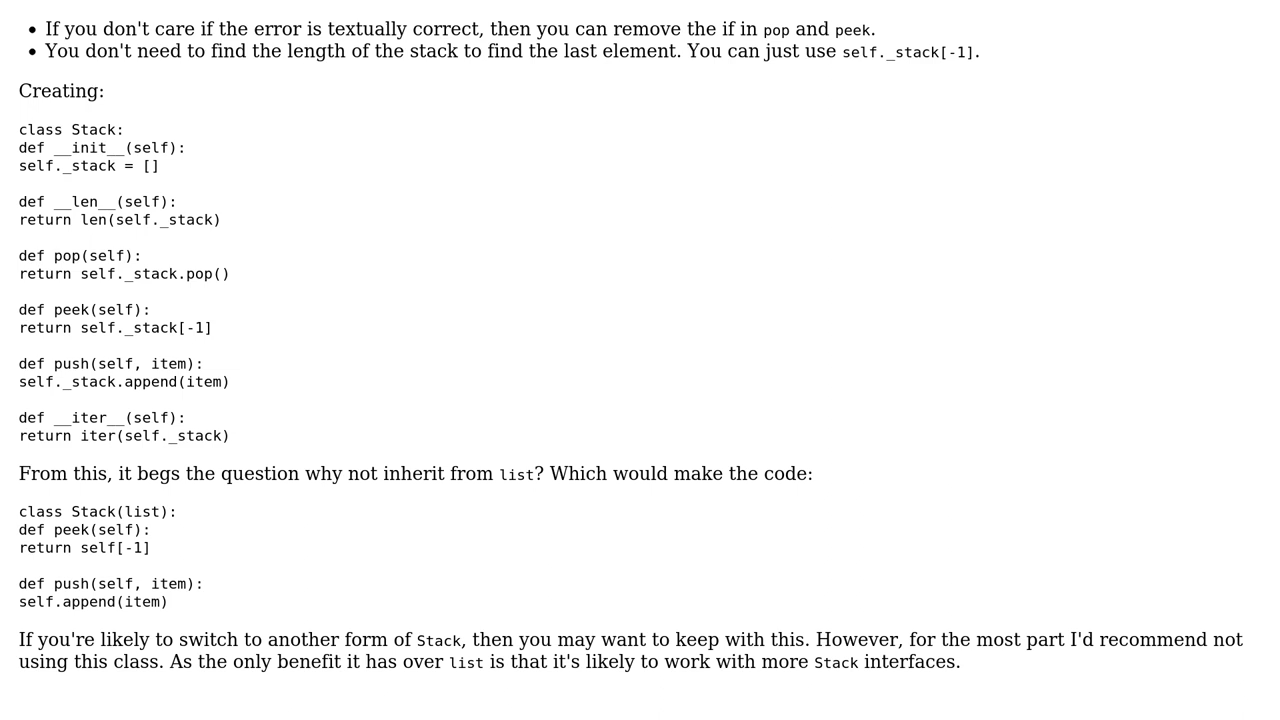 • If you don't care if the error is textually correct, then you can remove the if in pop and peek.
• You don't need to find the length of the stack to find the last element. You can just use self._stack[-1].
Creating:
class Stack:
def __init__(self):
self._stack = []
def __len__(self):
return len(self._stack)
def pop(self):
return self._stack.pop()
def peek(self):
return self._stack[-1]
def push(self, item):
self._stack.append(item)
def __iter__(self):
return iter(self._stack)
From this, it begs the question why not inherit from list? Which would make the code:
class Stack(list):
def peek(self):
return self[-1]
def push(self, item):
self.append(item)
If you're likely to switch to another form of Stack, then you may want to keep with this. However, for the most part I'd recommend not
using this class. As the only benefit it has over list is that it's likely to work with more Stack interfaces.